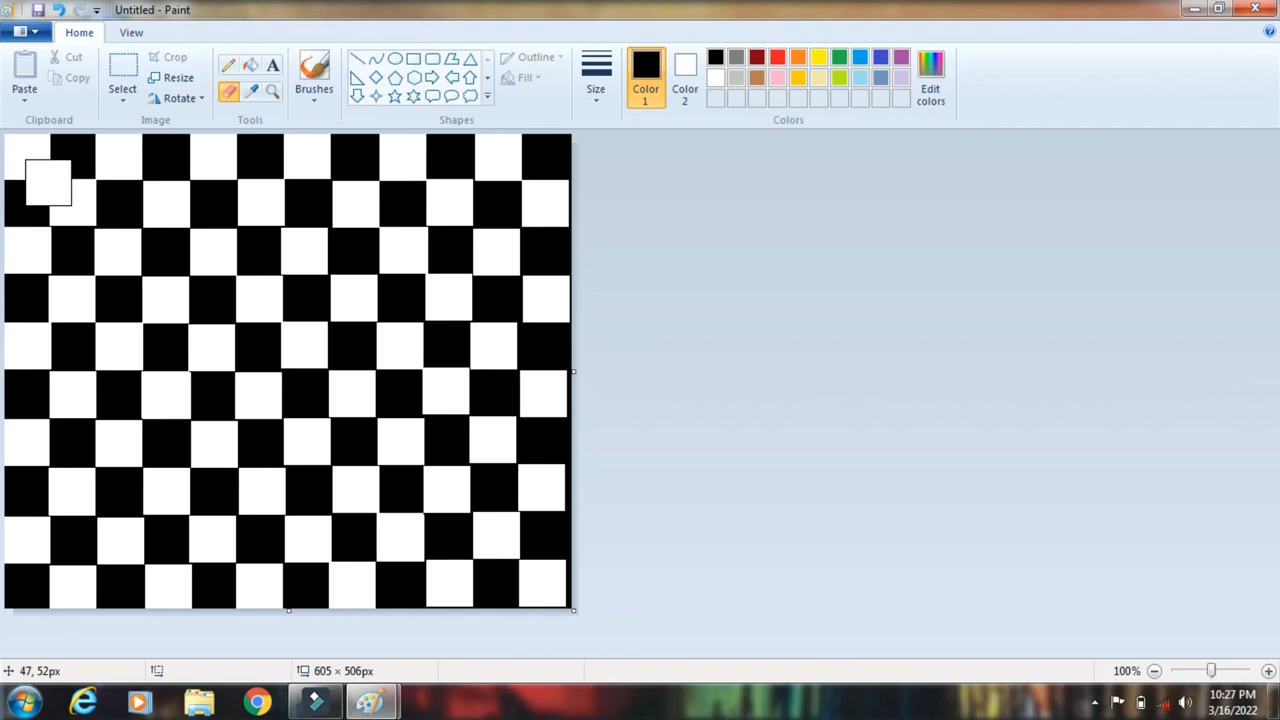 Untitled - Paint
Home View
Paste
Cut
Copy
Clipboard
Select
Crop
Resize
Rotate
Image
A
Tools
Brushes
Outline
Fill
Shapes
Size
Color 1
Color 2
Edit colors
Colors
47, 52px
605 × 506px
100%
10:27 PM
3/16/2022